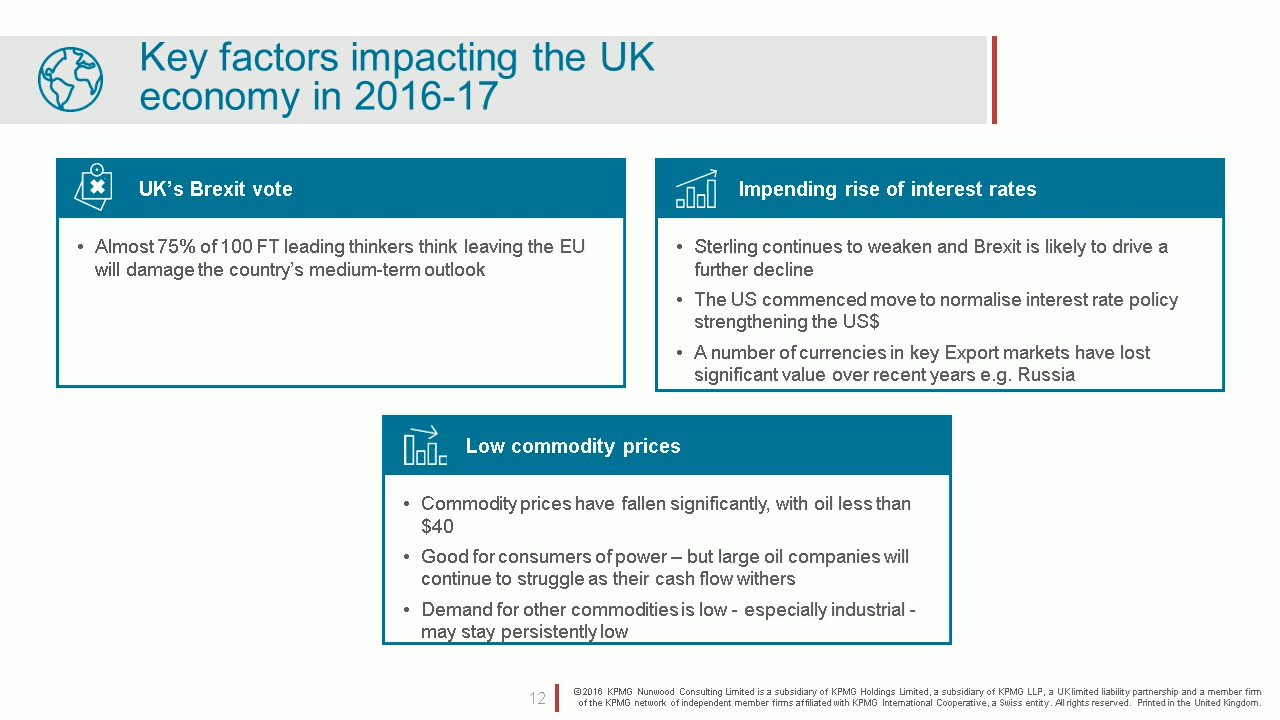 Key factors impacting the UK
economy in 2016-17
UK's Brexit vote
• Almost 75% of 100 FT leading thinkers think leaving the EU
will damage the country's medium-term outlook
Impending rise of interest rates
• Sterling continues to weaken and Brexit is likely to drive a
further decline
• The US commenced move to normalise interest rate policy
strengthening the US$
• A number of currencies in key Export markets have lost
significant value over recent years e.g. Russia
Low commodity prices
• Commodity prices have fallen significantly, with oil less than
$40
• Good for consumers of power – but large oil companies will
continue to struggle as their cash flow withers
• Demand for other commodities is low - especially industrial -
may stay persistently low
12
©2016 KPMG Nunwood Consulting Limited is a subsidiary of KPMG Holdings Limited, a subsidiary of KPMG LLP, a UK limited liability partnership and a member firm
of the KPMG network of independent member firms affiliated with KPMG International Cooperative, a Swiss entity. All rights reserved. Printed in the United Kingdom.